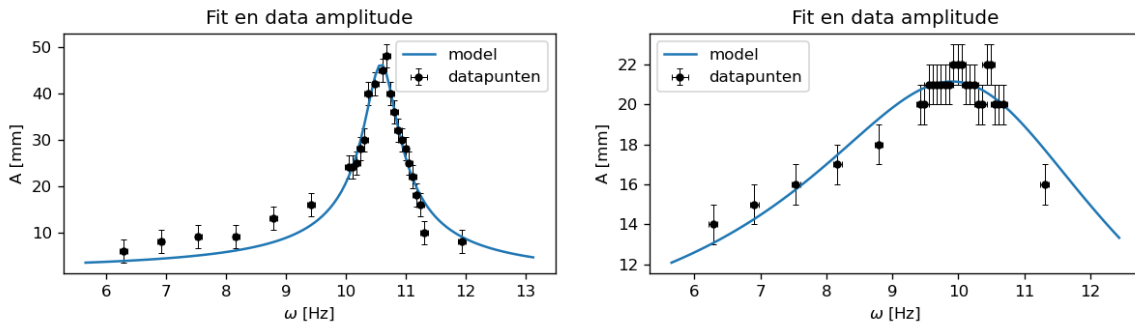 Fit en data amplitude
50
40
30
20
10
A [mm]
model
datapunten
6 7 8 9 10 11 12 13
ω [Hz]
Fit en data amplitude
22
20
18
16
14
12
A [mm]
model
datapunten
6 7 8 9 10 11 12
ω [Hz]